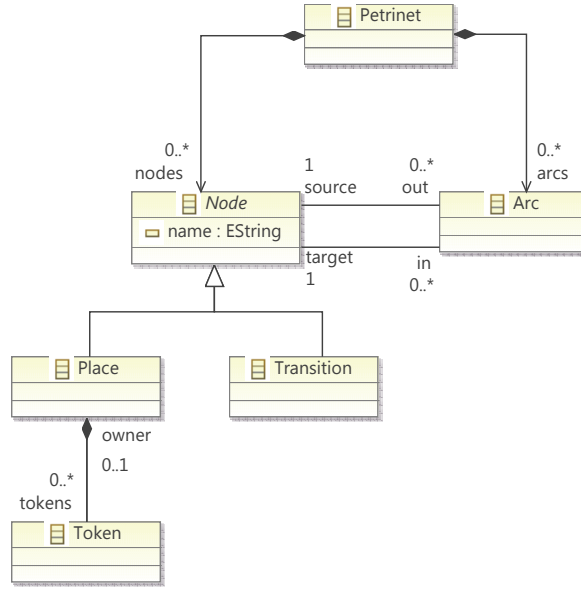 Petrinet
0..* 0..*
nodes arcs
1 0..*
source out
Node Arc
name : EString
target in
1 0..*
Place Transition
owner
0..1
0..*
tokens
Token